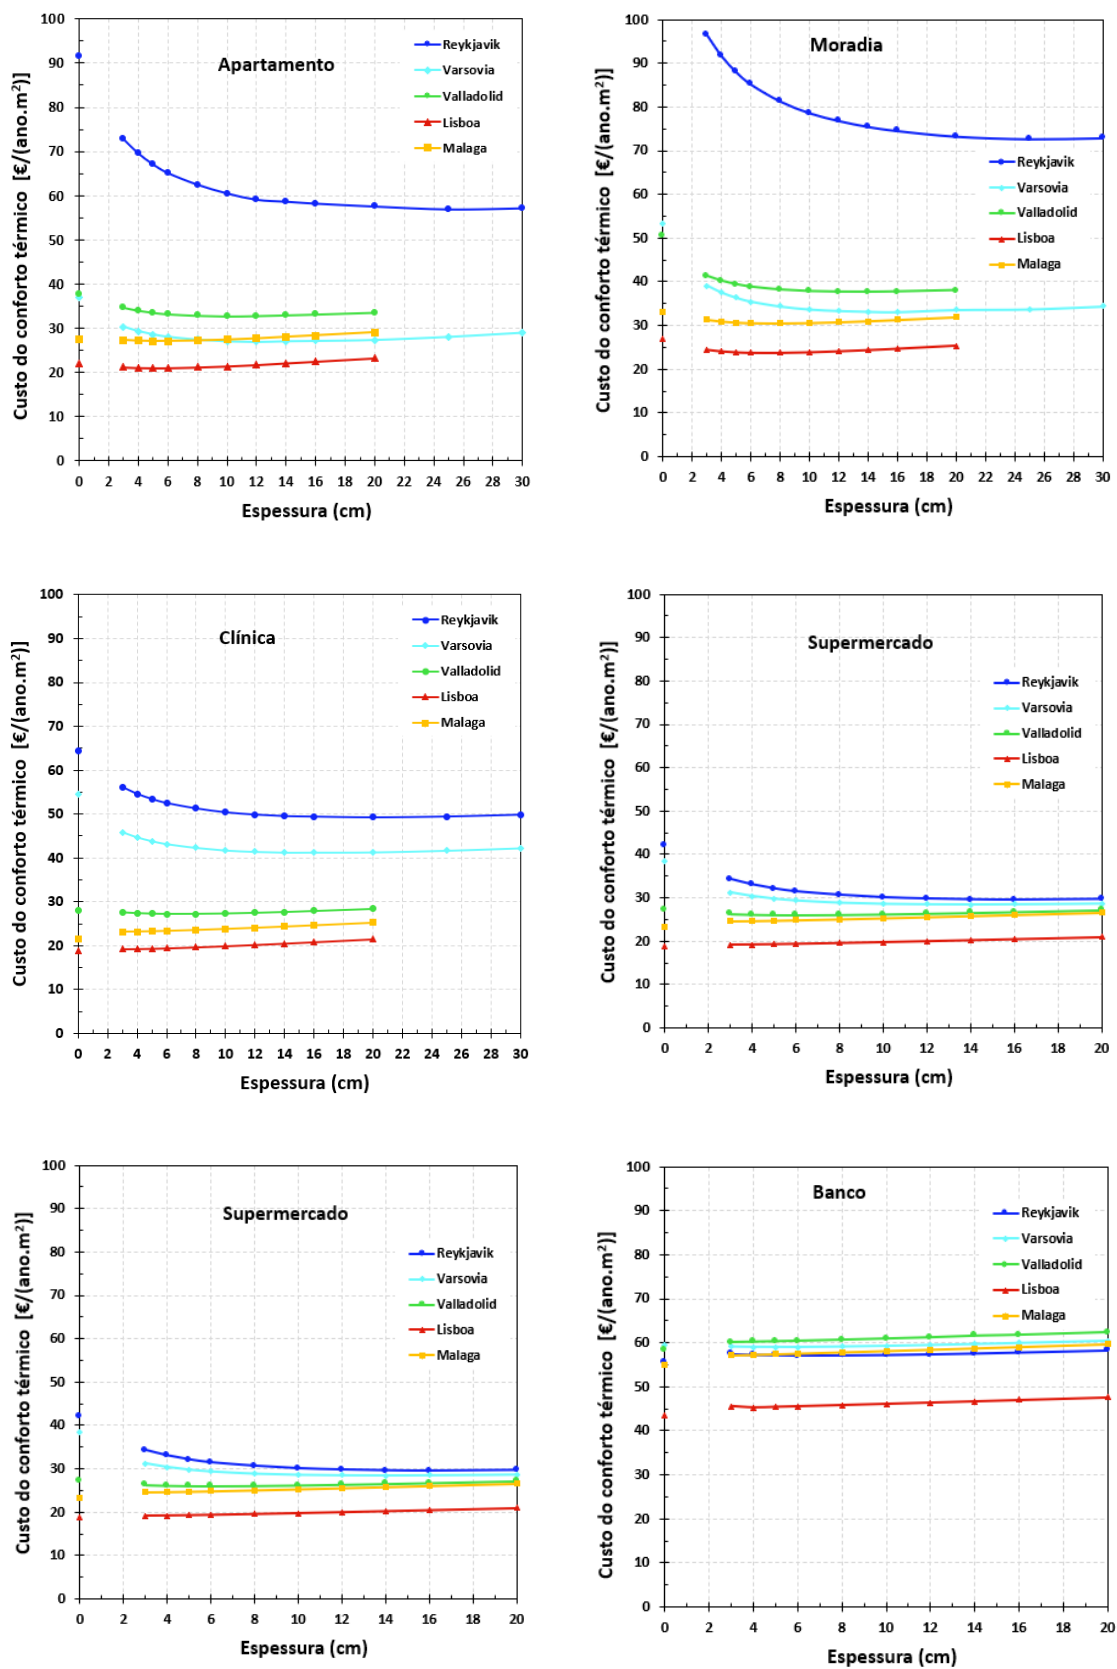 Custo do conforto térmico [€/(ano.m²)]
100
90
80
70
60
50
40
30
20
10
0
Apartamento
Reykjavik
Varsovia
Valladolid
Lisboa
Malaga
0 2 4 6 8 10 12 14 16 18 20 22 24 26 28 30
Espessura (cm)
Custo do conforto térmico [€/(ano.m²)]
100
90
80
70
60
50
40
30
20
10
0
Moradia
Reykjavik
Varsovia
Valladolid
Lisboa
Malaga
0 2 4 6 8 10 12 14 16 18 20 22 24 26 28 30
Espessura (cm)
Custo do conforto térmico [€/(ano.m²)]
100
90
80
70
60
50
40
30
20
10
0
Clínica
Reykjavik
Varsovia
Valladolid
Lisboa
Malaga
0 2 4 6 8 10 12 14 16 18 20 22 24 26 28 30
Espessura (cm)
Custo do conforto térmico [€/(ano.m²)]
100
90
80
70
60
50
40
30
20
10
0
Supermercado
Reykjavik
Varsovia
Valladolid
Lisboa
Malaga
0 2 4 6 8 10 12 14 16 18 20
Espessura (cm)
Custo do conforto térmico [€/(ano.m²)]
100
90
80
70
60
50
40
30
20
10
0
Supermercado
Reykjavik
Varsovia
Valladolid
Lisboa
Malaga
0 2 4 6 8 10 12 14 16 18 20
Espessura (cm)
Custo do conforto térmico [€/(ano.m²)]
100
90
80
70
60
50
40
30
20
10
0
Banco
Reykjavik
Varsovia
Valladolid
Lisboa
Malaga
0 2 4 6 8 10 12 14 16 18 20
Espessura (cm)